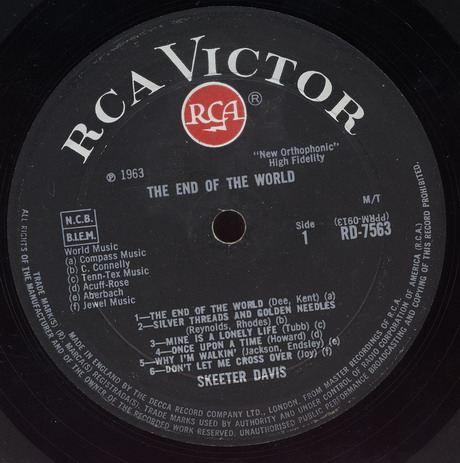 RCA VICTOR
RCA
®
"New Orthophonic"
High Fidelity
℗ 1963
THE END OF THE WORLD
N.C.B.
B.I.E.M.
M/T
Side
1
(PPRM-0913)
RD-7563
World Music
(a) Compass Music
(b) C. Connelly
(c) Tenn-Tex Music
(d) Acuff-Rose
(e) Aberbach
(f) Jewel Music
1—THE END OF THE WORLD (Dee, Kent) (a)
2—SILVER THREADS AND GOLDEN NEEDLES
(Reynolds, Rhodes) (b)
3—MINE IS A LONELY LIFE (Tubb) (c)
4—ONCE UPON A TIME (Howard) (d)
5—WHY I'M WALKIN' (Jackson, Endsley) (e)
6—DON'T LET ME CROSS OVER (Joy) (f)
SKEETER DAVIS
ALL RIGHTS OF THE MANUFACTURER AND OF THE OWNER OF THE RECORDED WORK RESERVED. UNAUTHORISED PUBLIC PERFORMANCE BROADCASTING AND COPYING OF THIS RECORD PROHIBITED.
TRADE MARK(S) (R). MARCA(S) REGISTRADA(S) TRADE MARKS USED BY AUTHORITY AND UNDER CONTROL OF RADIO CORPORATION OF AMERICA (R.C.A.)
MADE IN ENGLAND BY THE DECCA RECORD COMPANY LTD., LONDON, FROM MASTER RECORDINGS OF R.C.A.